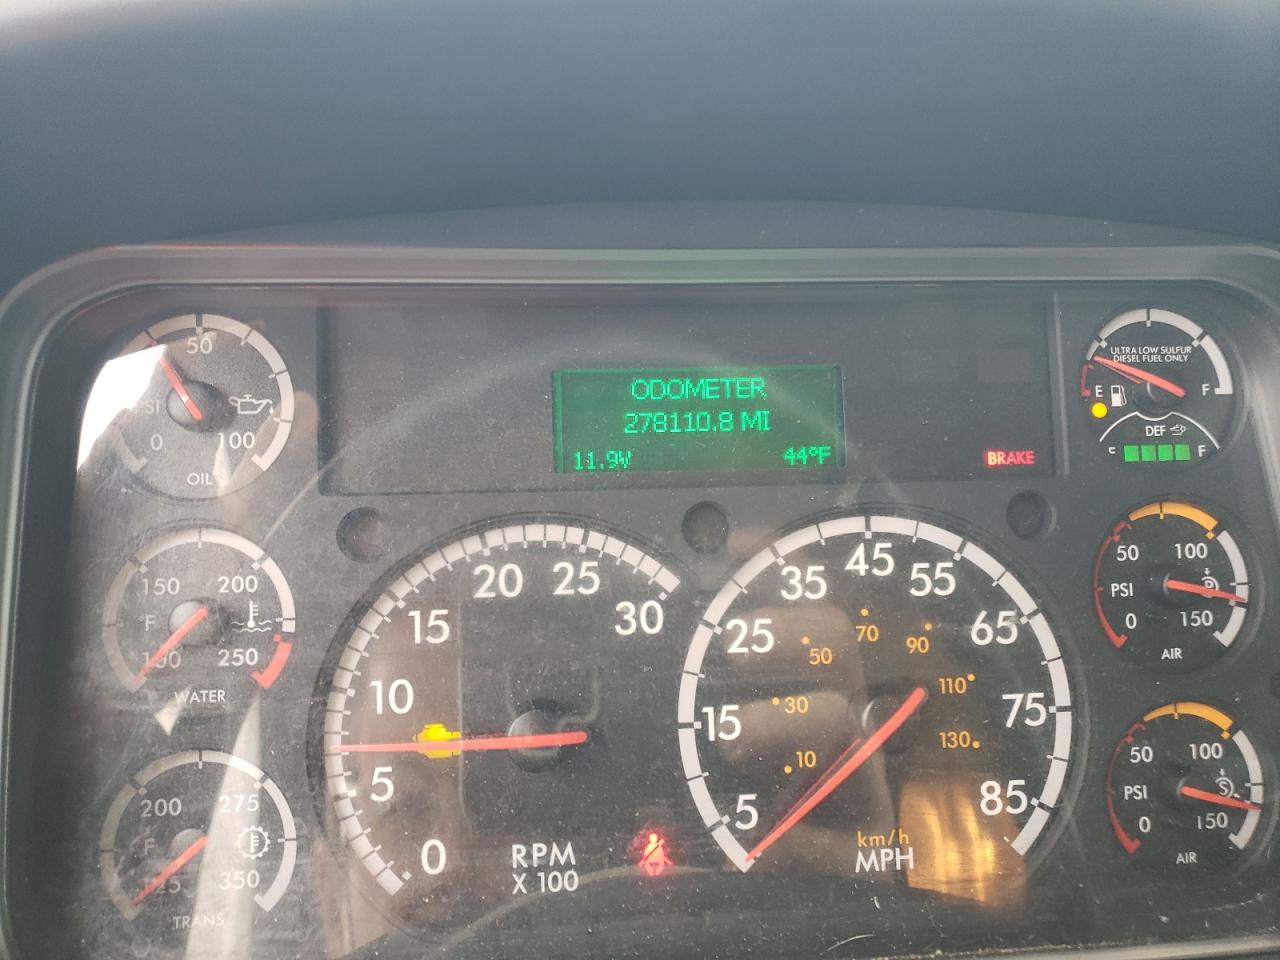 ODOMETER
278110.8 MI
11.9V 44°F
BRAKE
50
PSI
0 100
OIL
150 200
°F
100 250
WATER
200 275
F
350
TRANS
5 10 15 20 25 30
0
RPM
X 100
5 15 25 35 45 55 65 75 85
10 30 50 70 90 110 130
km/h
MPH
ULTRA LOW SULFUR
DIESEL FUEL ONLY
E F
DEF
F
50 100
PSI P
0 150
AIR
50 100
PSI S
0 150
AIR